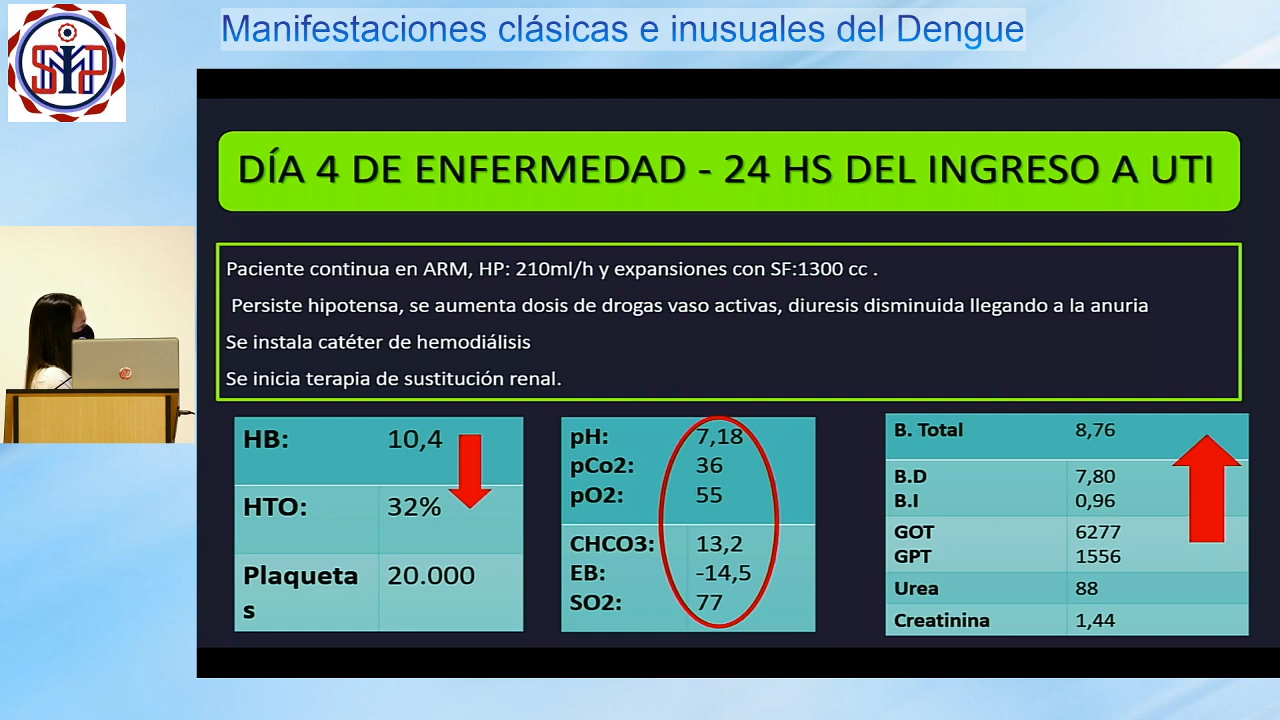 Manifestaciones clásicas e inusuales del Dengue
SMP
DÍA 4 DE ENFERMEDAD - 24 HS DEL INGRESO A UTI
Paciente continua en ARM, HP: 210ml/h y expansiones con SF:1300 cc .
Persiste hipotensa, se aumenta dosis de drogas vaso activas, diuresis disminuida llegando a la anuria
Se instala catéter de hemodiálisis
Se inicia terapia de sustitución renal.
HB: 10,4
HTO: 32%
Plaqueta 20.000
s
pH: 7,18
pCo2: 36
pO2: 55
CHCO3: 13,2
EB: -14,5
SO2: 77
B. Total 8,76
B.D 7,80
B.I 0,96
GOT 6277
GPT 1556
Urea 88
Creatinina 1,44